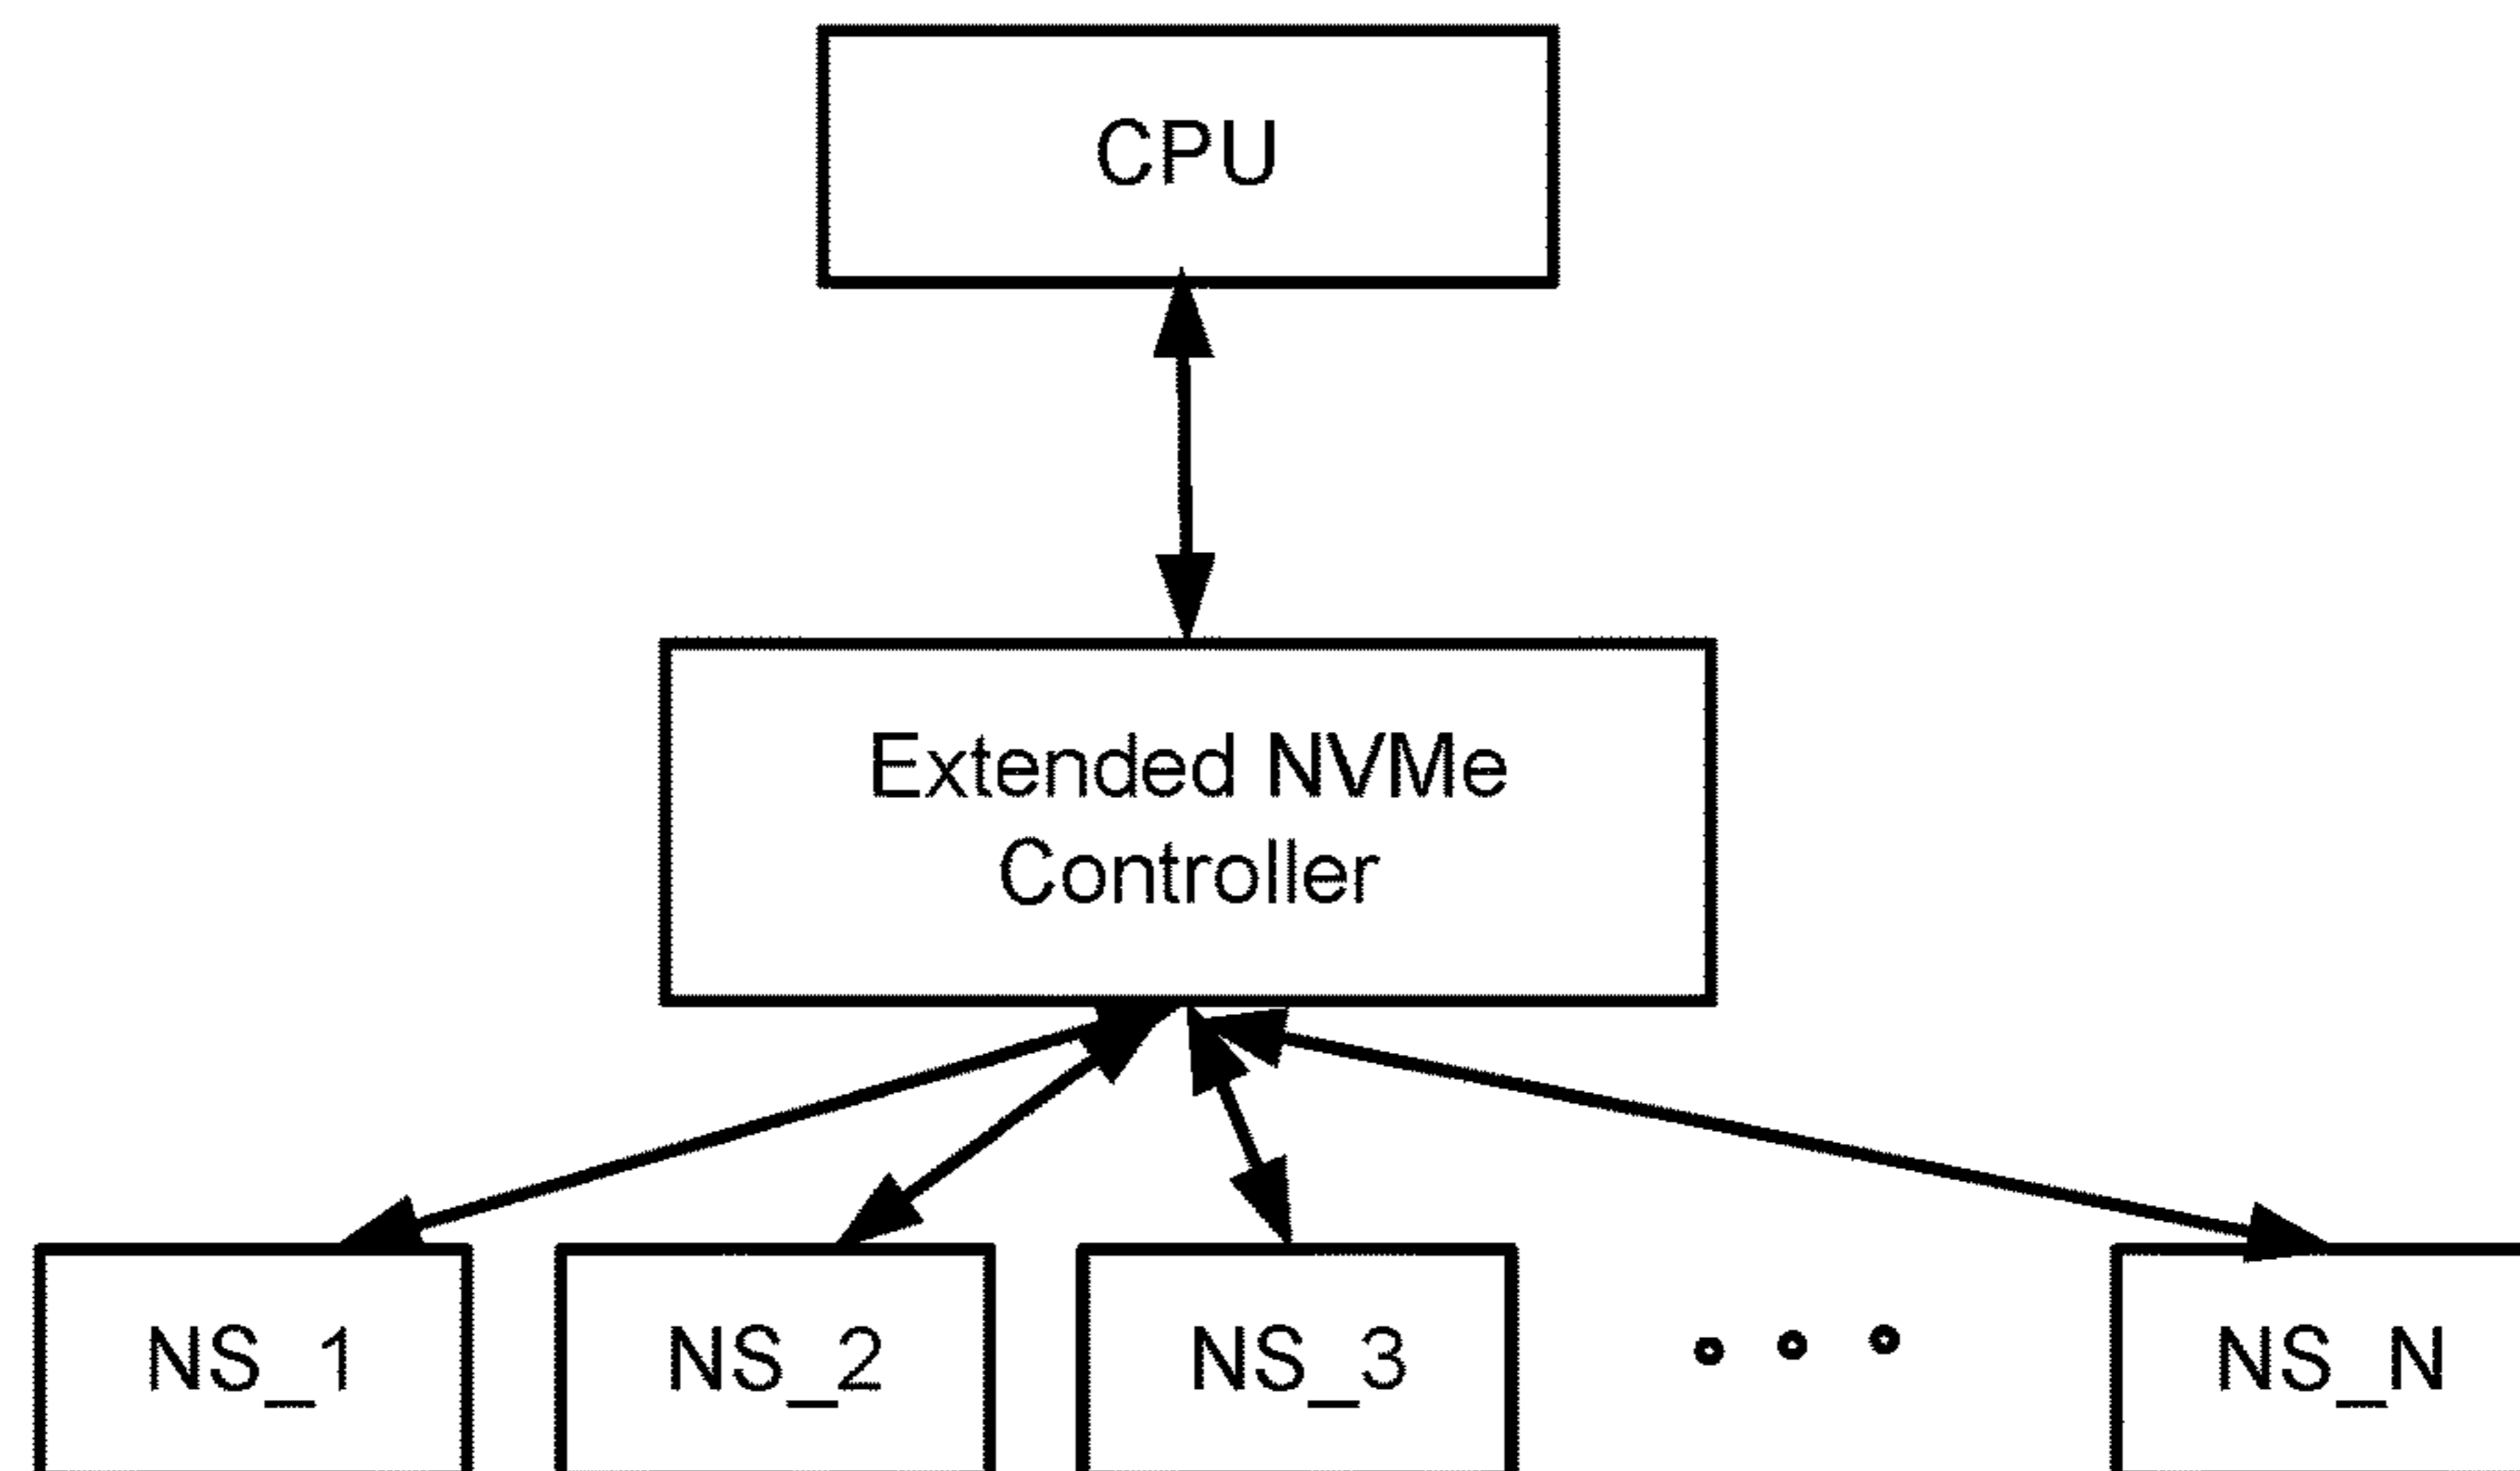 CPU
Extended NVMe
Controller
NS_1
NS_2
NS_3
NS_N